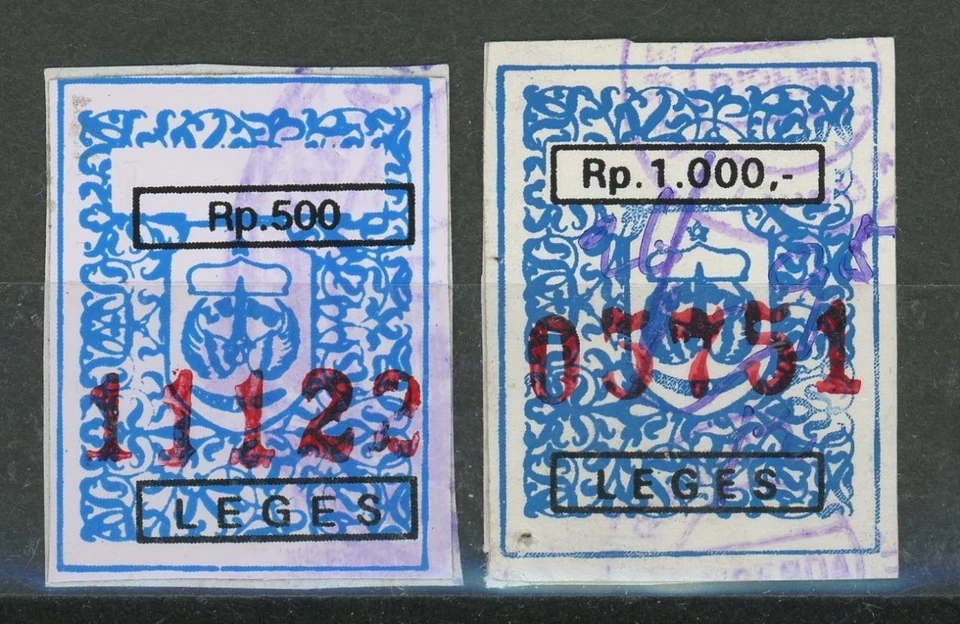 Rp.500
11122
LEGES
Rp.1.000,-
03751
LEGES